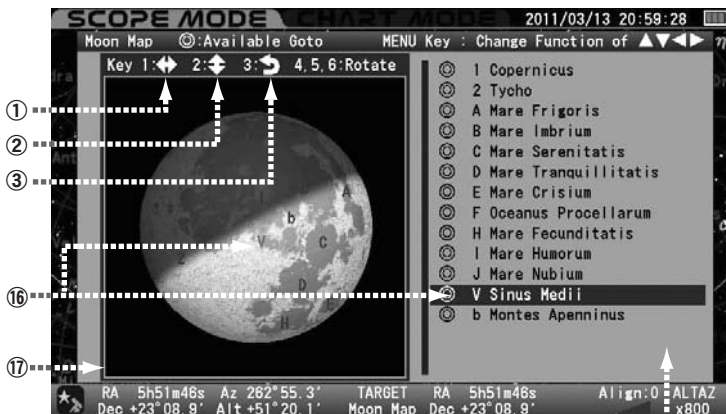 SCOPE MODE CHART MODE 2011/03/13 20:59:28
Moon Map ◎:Available Goto MENU Key : Change Function of ▲▼◀▶
Key 1:↔ 2:↕ 3:↶ 4,5,6:Rotate
① ② ③ ⑯ ⑰
A
b
V
C
2
D
H
◎ 1 Copernicus
◎ 2 Tycho
◎ A Mare Frigoris
◎ B Mare Imbrium
◎ C Mare Serenitatis
◎ D Mare Tranquillitatis
◎ E Mare Crisium
◎ F Oceanus Procellarum
◎ H Mare Fecunditatis
◎ I Mare Humorum
◎ J Mare Nubium
◎ V Sinus Medii
◎ b Montes Apenninus
RA 5h51m46s Az 262°55.3' TARGET RA 5h51m46s Align:0 ALTAZ
Dec +23°08.9' Alt +51°20.1' Moon Map Dec +23°08.9' x800